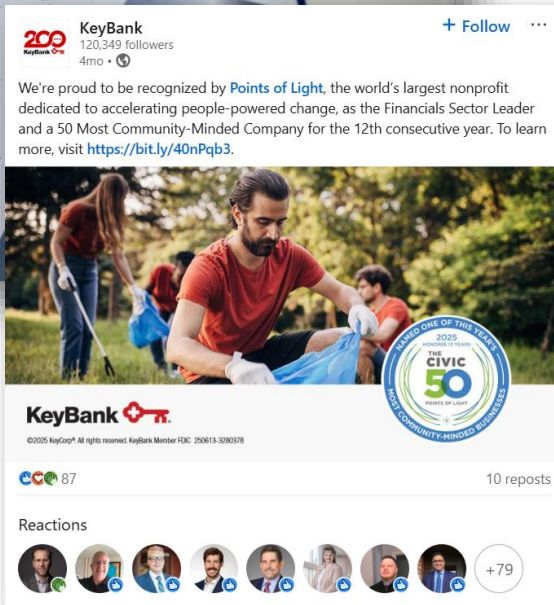 200
KeyBank
KeyBank
120,349 followers
4mo •
+ Follow ...
We're proud to be recognized by Points of Light, the world's largest nonprofit
dedicated to accelerating people-powered change, as the Financials Sector Leader
and a 50 Most Community-Minded Company for the 12th consecutive year. To learn
more, visit https://bit.ly/40nPqb3.
NAMED ONE OF THIS YEAR'S
2025
HONOREE 12 YEARS
THE
CIVIC
50
POINTS OF LIGHT
MOST COMMUNITY-MINDED BUSINESSES
KeyBank
©2025 KeyCorp®. All rights reserved. KeyBank Member FDIC 250613-3280378
87
10 reposts
Reactions
+79